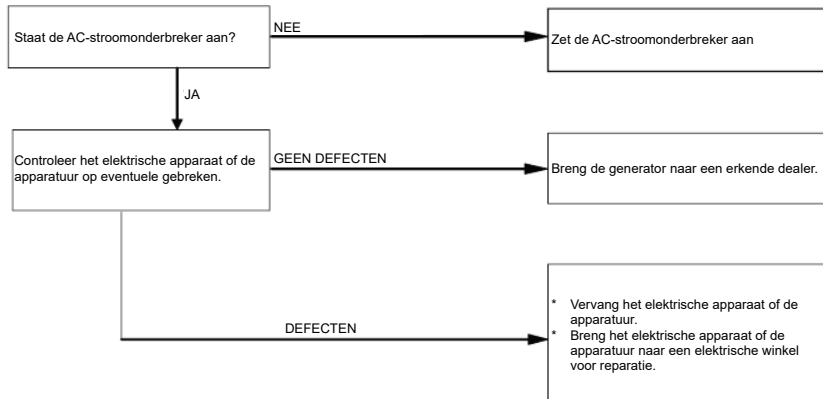 Staat de AC-stroomonderbreker aan?
NEE
Zet de AC-stroomonderbreker aan
JA
Controleer het elektrische apparaat of de
apparatuur op eventuele gebreken.
GEEN DEFECTEN
Breng de generator naar een erkende dealer.
DEFECTEN
* Vervang het elektrische apparaat of de
apparatuur.
* Breng het elektrische apparaat of de
apparatuur naar een elektrische winkel
voor reparatie.